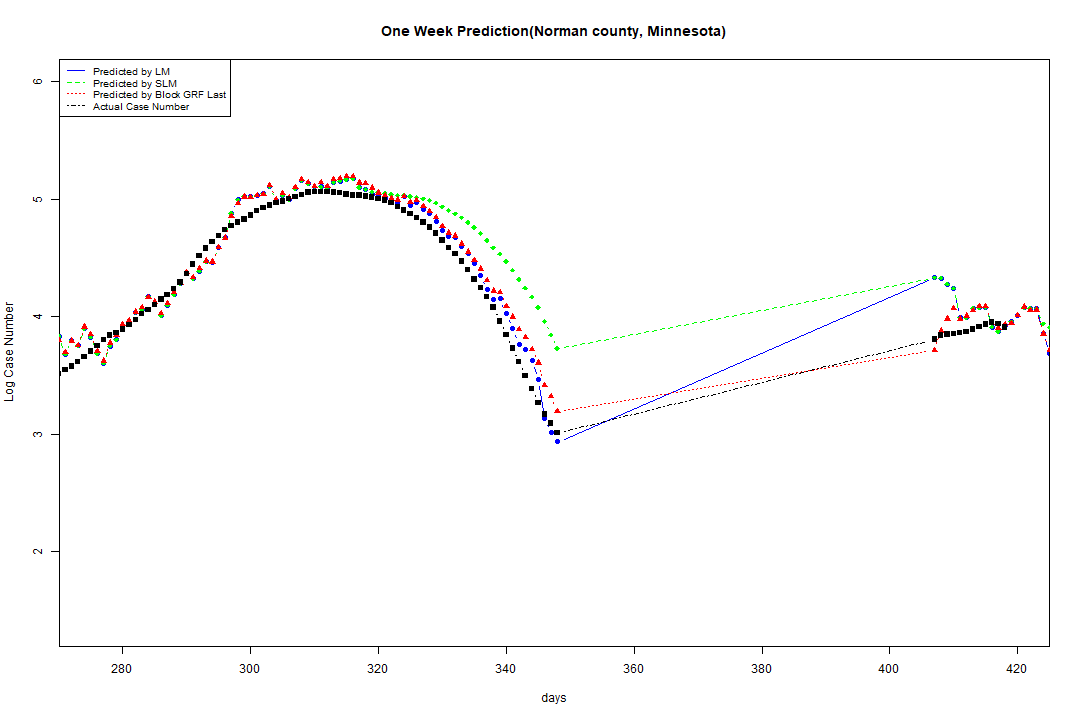 One Week Prediction(Norman county, Minnesota)
Predicted by LM
Predicted by SLM
Predicted by Block GRF Last
Actual Case Number
6
5
4
3
2
Log Case Number
280 300 320 340 360 380 400 420
days